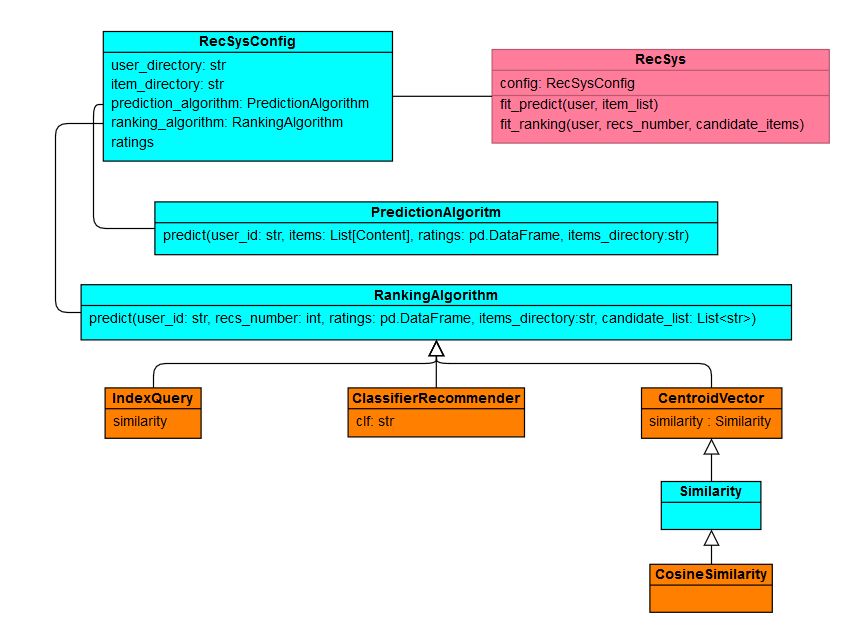 RecSysConfig
user_directory: str
item_directory: str
prediction_algorithm: PredictionAlgorithm
ranking_algorithm: RankingAlgorithm
ratings
RecSys
config: RecSysConfig
fit_predict(user, item_list)
fit_ranking(user, recs_number, candidate_items)
PredictionAlgoritm
predict(user_id: str, items: List[Content], ratings: pd.DataFrame, items_directory:str)
RankingAlgorithm
predict(user_id: str, recs_number: int, ratings: pd.DataFrame, items_directory:str, candidate_list: List<str>)
IndexQuery
similarity
ClassifierRecommender
clf: str
CentroidVector
similarity : Similarity
Similarity
CosineSimilarity